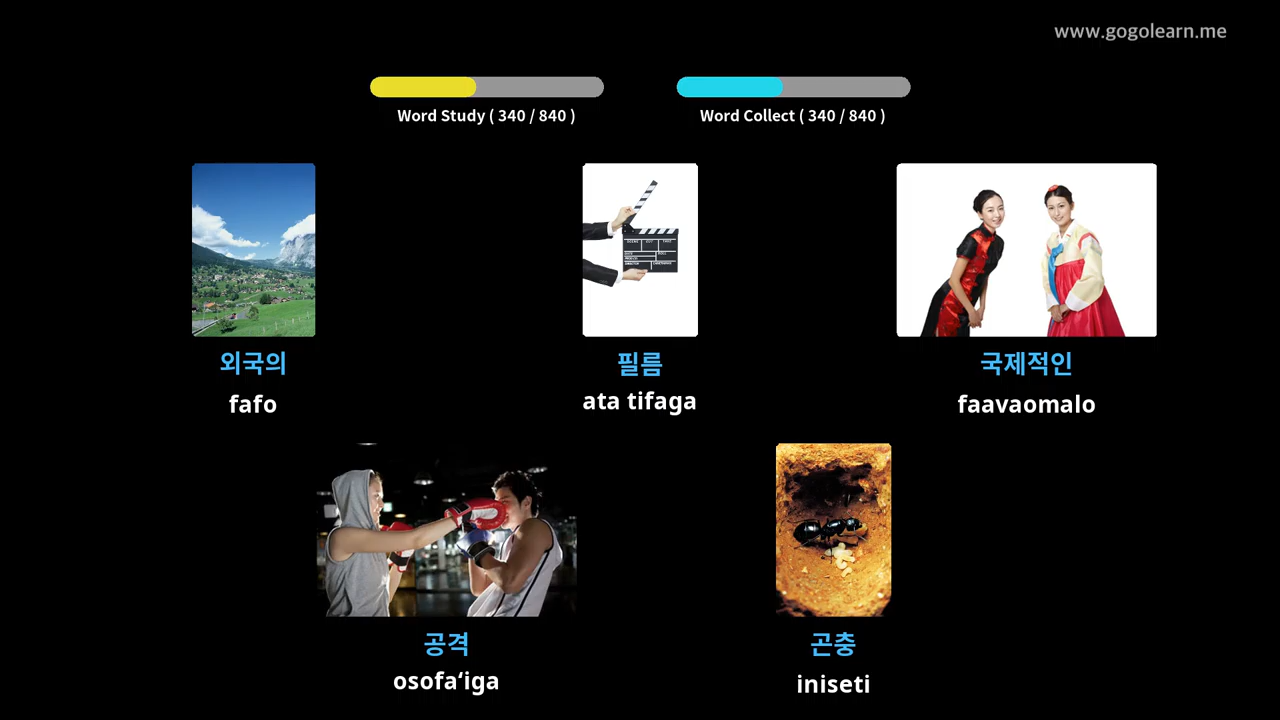 www.gogolearn.me
Word Study ( 340 / 840 )
Word Collect ( 340 / 840 )
외국의
fafo
필름
ata tifaga
국제적인
faavaomalo
공격
osofa‘iga
곤충
iniseti